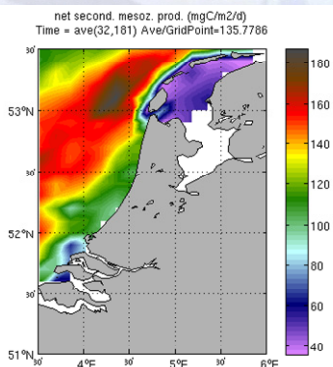 net second. mesoz. prod. (mgC/m2/d)
Time = ave(32,181) Ave/GridPoint=135.7786
30'
53°N
30'
52°N
30'
51°N
30' 4°E 30' 5°E 30' 6°E
180
160
140
120
100
80
60
40